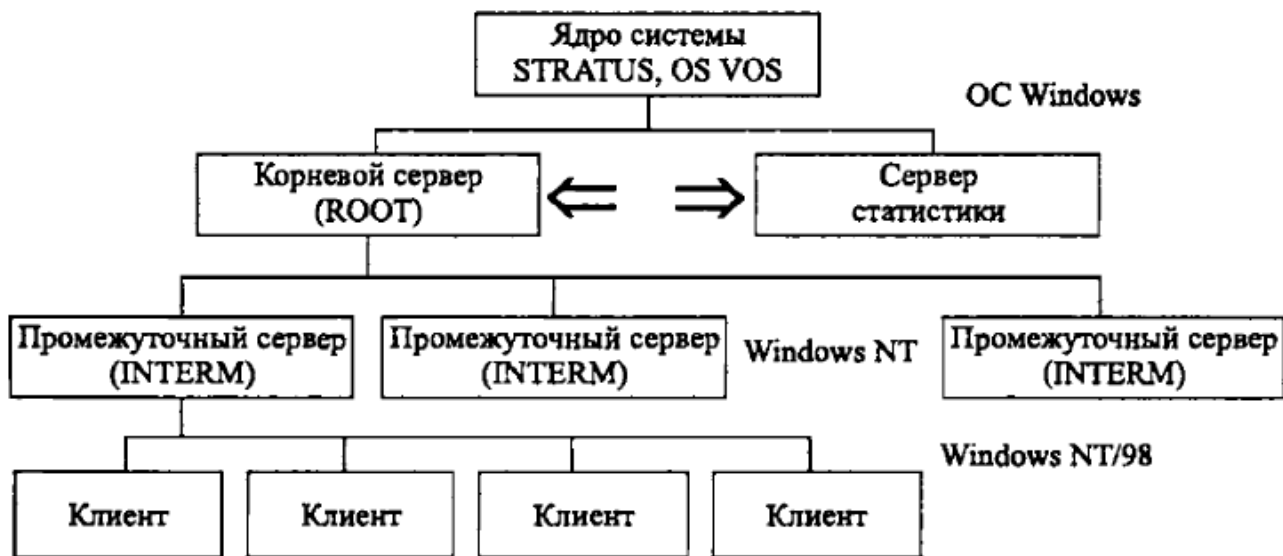 Ядро системы
STRATUS, OS VOS
ОС Windows
Корневой сервер
(ROOT)
Сервер
статистики
Промежуточный сервер
(INTERM)
Промежуточный сервер
(INTERM)
Windows NT
Промежуточный сервер
(INTERM)
Windows NT/98
Клиент
Клиент
Клиент
Клиент